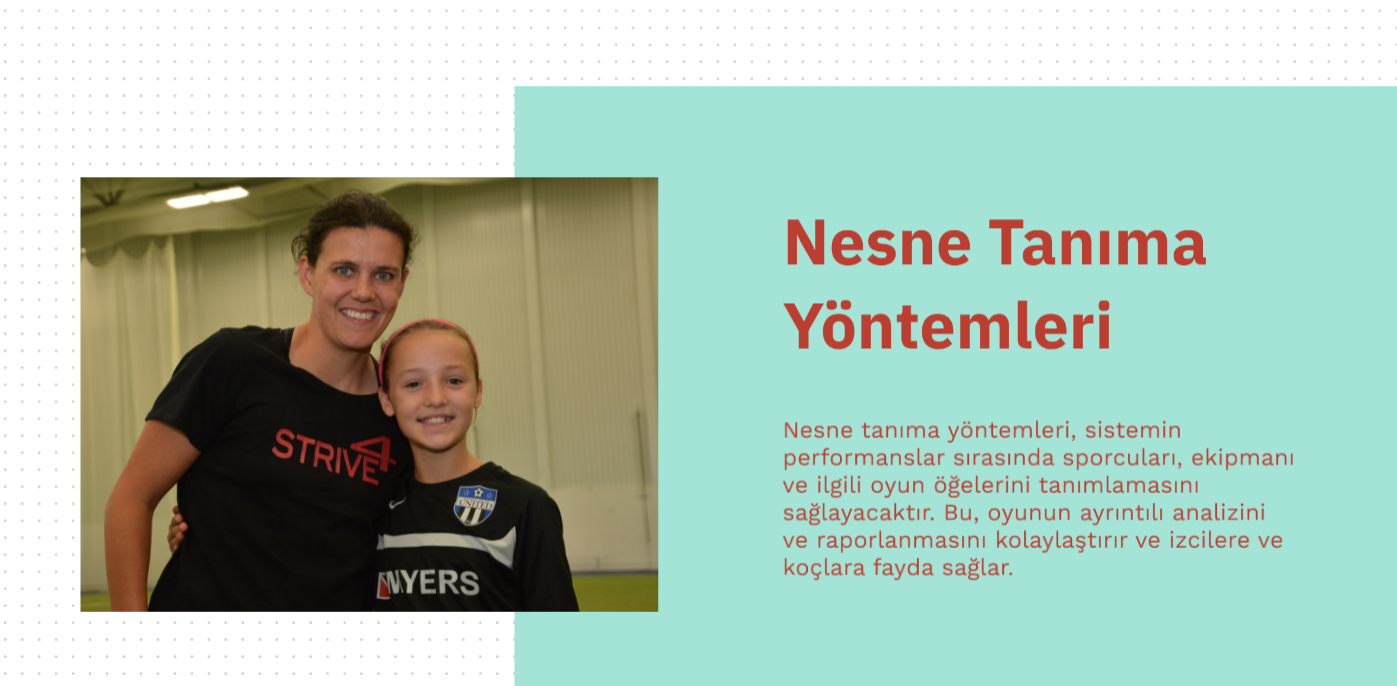 Nesne Tanıma
Yöntemleri
Nesne tanıma yöntemleri, sistemin
performanslar sırasında sporcuları, ekipmanı
ve ilgili oyun öğelerini tanımlamasını
sağlayacaktır. Bu, oyunun ayrıntılı analizini
ve raporlanmasını kolaylaştırır ve izcilere ve
koçlara fayda sağlar.
STRIVE4
UNITED
MYERS